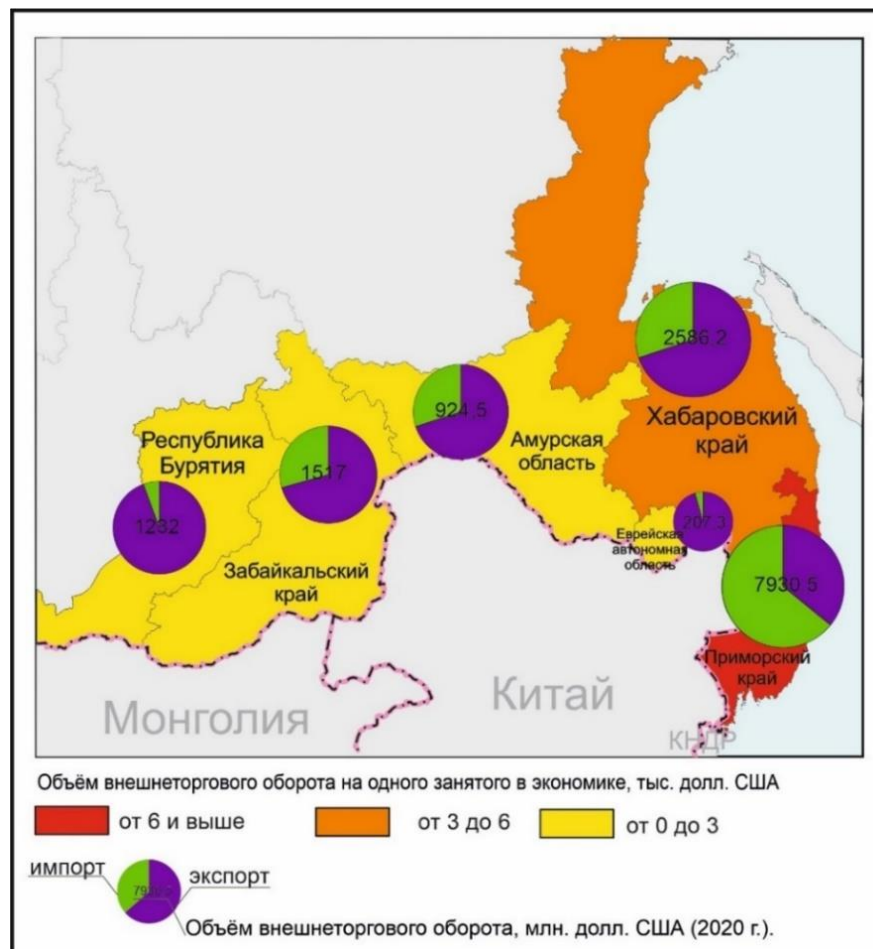 2586,2
Хабаровский
край
924,5
Амурская
область
Республика
Бурятия
1517
1232
207,3
Еврейская
автономная
область
Забайкальский
край
7930,5
Приморский
край
Монголия
Китай
КНДР
Объём внешнеторгового оборота на одного занятого в экономике, тыс. долл. США
от 6 и выше
от 3 до 6
от 0 до 3
импорт
экспорт
Объём внешнеторгового оборота, млн. долл. США (2020 г.).